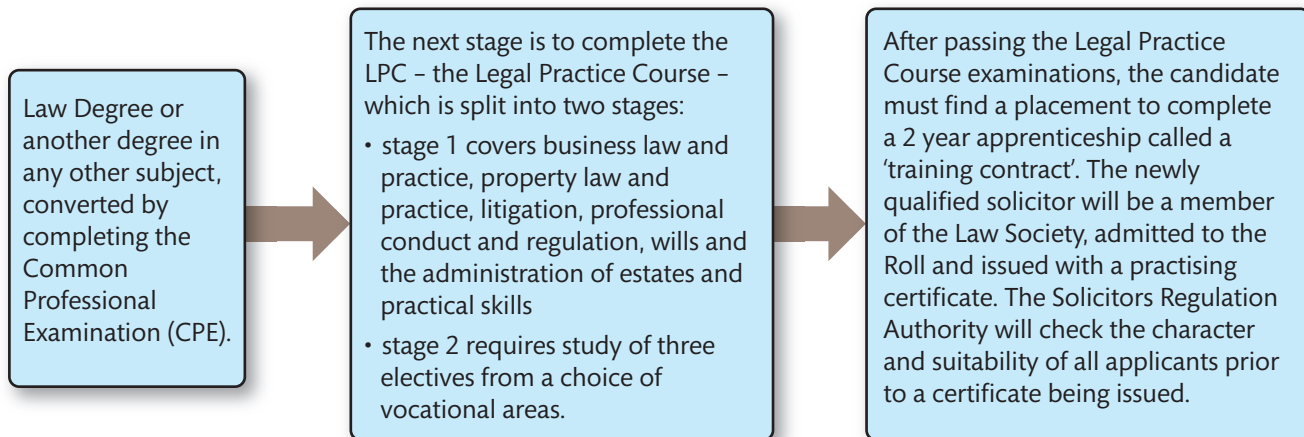 Law Degree or
another degree in
any other subject,
converted by
completing the
Common
Professional
Examination (CPE).
The next stage is to complete the
LPC – the Legal Practice Course –
which is split into two stages:
• stage 1 covers business law and
practice, property law and
practice, litigation, professional
conduct and regulation, wills and
the administration of estates and
practical skills
• stage 2 requires study of three
electives from a choice of
vocational areas.
After passing the Legal Practice
Course examinations, the candidate
must find a placement to complete
a 2 year apprenticeship called a
‘training contract’. The newly
qualified solicitor will be a member
of the Law Society, admitted to the
Roll and issued with a practising
certificate. The Solicitors Regulation
Authority will check the character
and suitability of all applicants prior
to a certificate being issued.